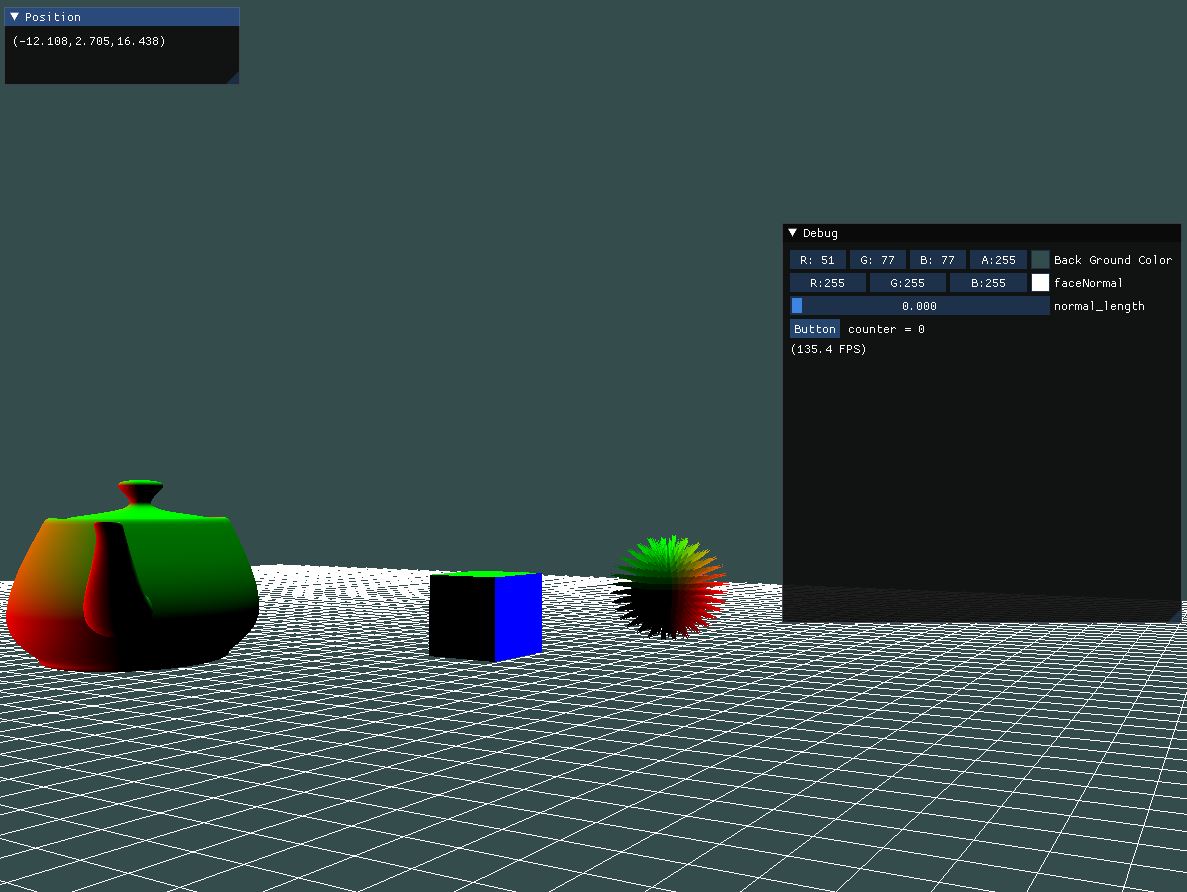 Position
(-12.108,2.705,16.438)
Debug
R: 51 G: 77 B: 77 A:255 Back Ground Color
R:255 G:255 B:255 faceNormal
0.000 normal_length
Button counter = 0
(135.4 FPS)